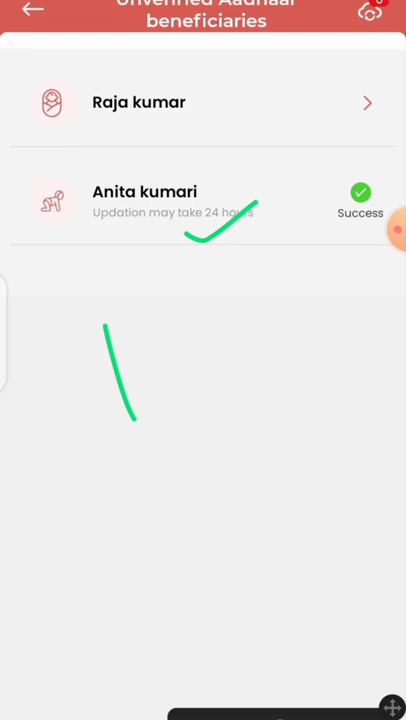 Unverified Aadhaar
beneficiaries
Raja kumar
Anita kumari
Updation may take 24 hours
Success